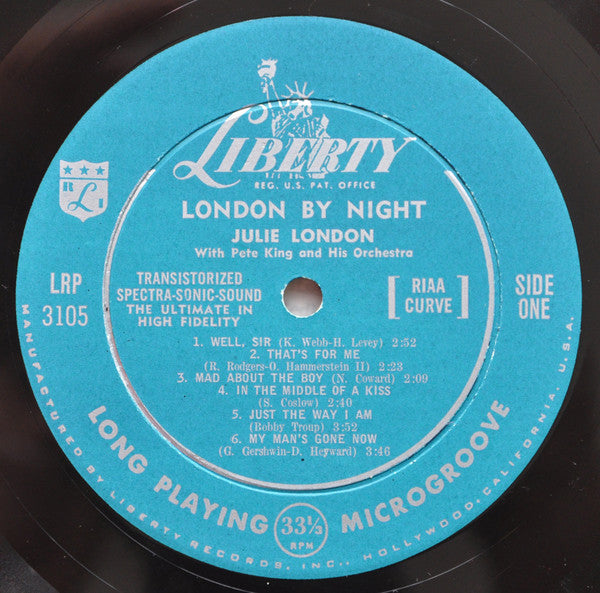 LIBERTY
REG. U.S. PAT. OFFICE
R L I
LONDON BY NIGHT
JULIE LONDON
With Pete King and His Orchestra
LRP
3105
TRANSISTORIZED
SPECTRA-SONIC-SOUND
THE ULTIMATE IN
HIGH FIDELITY
[ RIAA
CURVE ]
SIDE
ONE
1. WELL, SIR (K. Webb-H. Levey) 2:52
2. THAT'S FOR ME
(R. Rodgers-O. Hammerstein II) 2:23
3. MAD ABOUT THE BOY (N. Coward) 2:09
4. IN THE MIDDLE OF A KISS
(S. Coslow) 2:40
5. JUST THE WAY I AM
(Bobby Troup) 3:52
6. MY MAN'S GONE NOW
(G. Gershwin-D. Heyward) 3:46
LONG PLAYING 33⅓ RPM MICROGROOVE
MANUFACTURED BY LIBERTY RECORDS, INC., HOLLYWOOD, CALIFORNIA. U.S.A.